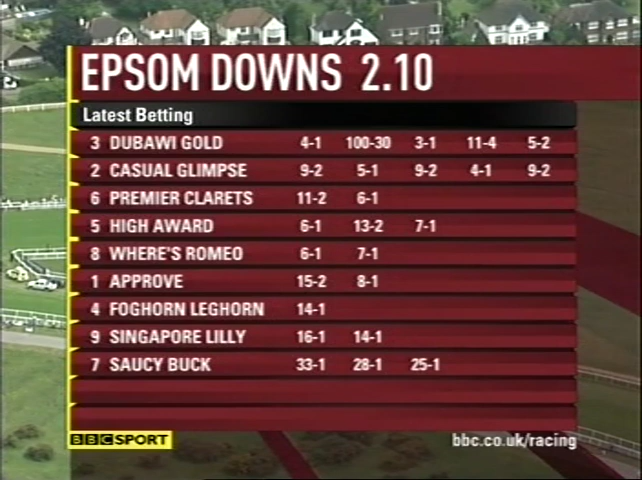 BBC SPORT
EPSOM DOWNS 2.10
Latest Betting
3 DUBAWI GOLD 4-1 100-30 3-1 11-4 5-2
2 CASUAL GLIMPSE 9-2 5-1 9-2 4-1 9-2
6 PREMIER CLARETS 11-2 6-1
5 HIGH AWARD 6-1 13-2 7-1
8 WHERE'S ROMEO 6-1 7-1
1 APPROVE 15-2 8-1
4 FOGHORN LEGHORN 14-1
9 SINGAPORE LILLY 16-1 14-1
7 SAUCY BUCK 33-1 28-1 25-1
BBC SPORT
bbc.co.uk/racing